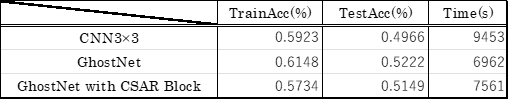 TrainAcc(%) TestAcc(%) Time(s)
CNN3×3 0.5923 0.4966 9453
GhostNet 0.6148 0.5222 6962
GhostNet with CSAR Block 0.5734 0.5149 7561